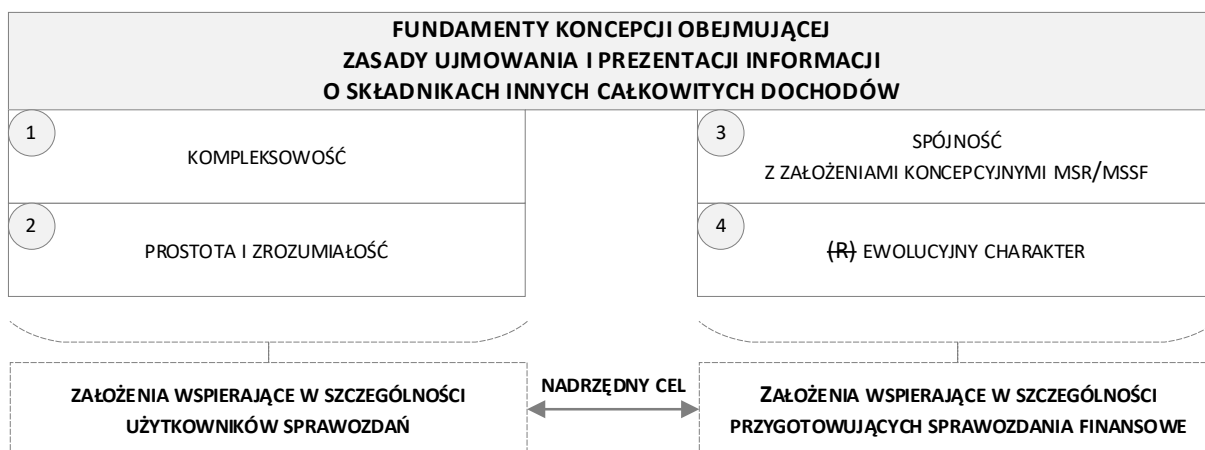 FUNDAMENTY KONCEPCJI OBEJMUJĄCEJ
ZASADY UJMOWANIA I PREZENTACJI INFORMACJI
O SKŁADNIKACH INNYCH CAŁKOWITYCH DOCHODÓW
1
KOMPLEKSOWOŚĆ
2
PROSTOTA I ZROZUMIAŁOŚĆ
3
SPÓJNOŚĆ
Z ZAŁOŻENIAMI KONCEPCYJNYMI MSR/MSSF
4
(R) EWOLUCYJNY CHARAKTER
ZAŁOŻENIA WSPIERAJĄCE W SZCZEGÓLNOŚCI
UŻYTKOWNIKÓW SPRAWOZDAŃ
NADRZĘDNY CEL
ZAŁOŻENIA WSPIERAJĄCE W SZCZEGÓLNOŚCI
PRZYGOTOWUJĄCYCH SPRAWOZDANIA FINANSOWE